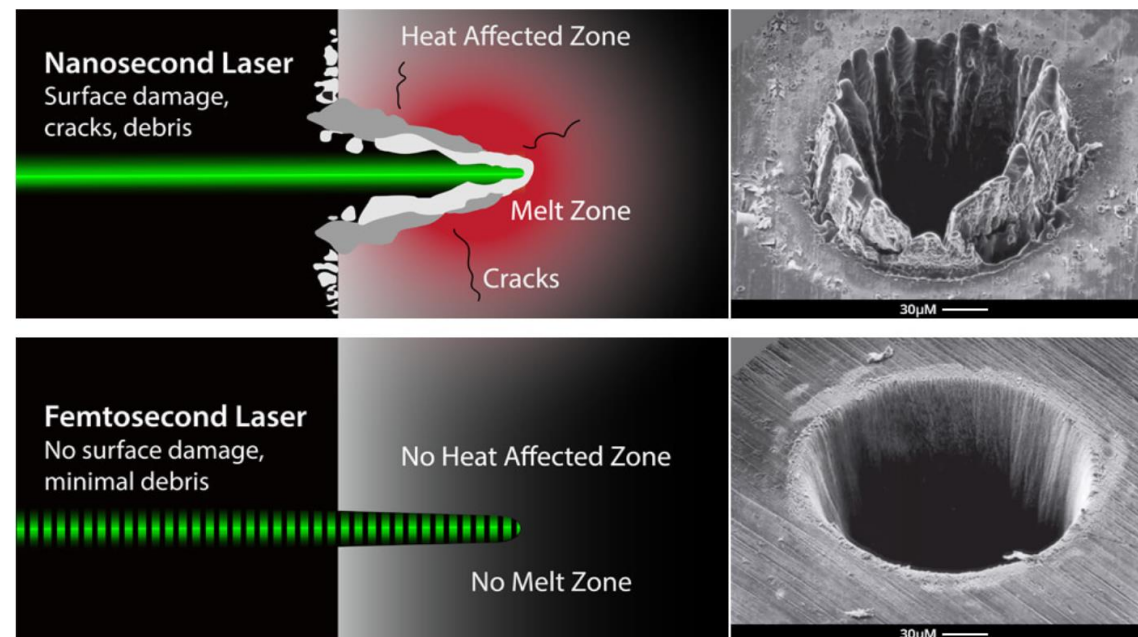 Nanosecond Laser
Surface damage,
cracks, debris
Heat Affected Zone
Melt Zone
Cracks
30µM
Femtosecond Laser
No surface damage,
minimal debris
No Heat Affected Zone
No Melt Zone
30µM